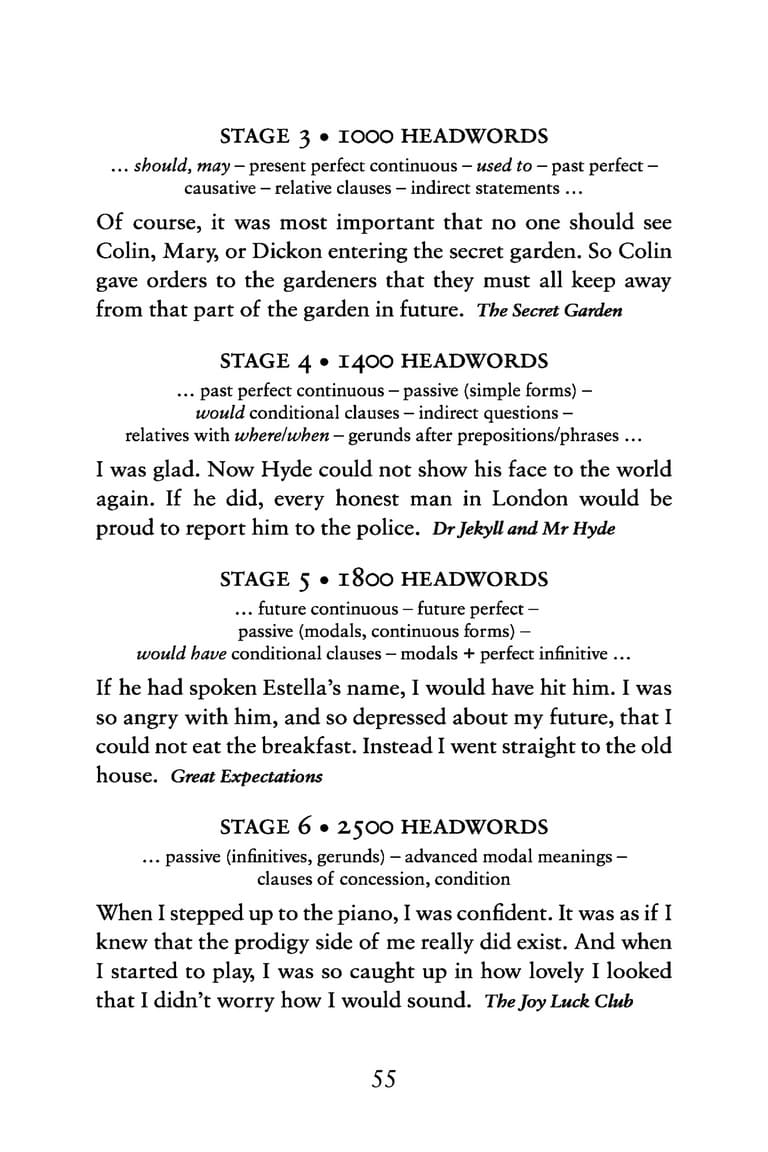 STAGE 3 • 1000 HEADWORDS
... should, may – present perfect continuous – used to – past perfect –
causative – relative clauses – indirect statements ...
Of course, it was most important that no one should see
Colin, Mary, or Dickon entering the secret garden. So Colin
gave orders to the gardeners that they must all keep away
from that part of the garden in future. The Secret Garden
STAGE 4 • 1400 HEADWORDS
... past perfect continuous – passive (simple forms) –
would conditional clauses – indirect questions –
relatives with where/when – gerunds after prepositions/phrases ...
I was glad. Now Hyde could not show his face to the world
again. If he did, every honest man in London would be
proud to report him to the police. Dr Jekyll and Mr Hyde
STAGE 5 • 1800 HEADWORDS
... future continuous – future perfect –
passive (modals, continuous forms) –
would have conditional clauses – modals + perfect infinitive ...
If he had spoken Estella’s name, I would have hit him. I was
so angry with him, and so depressed about my future, that I
could not eat the breakfast. Instead I went straight to the old
house. Great Expectations
STAGE 6 • 2500 HEADWORDS
... passive (infinitives, gerunds) – advanced modal meanings –
clauses of concession, condition
When I stepped up to the piano, I was confident. It was as if I
knew that the prodigy side of me really did exist. And when
I started to play, I was so caught up in how lovely I looked
that I didn’t worry how I would sound. The Joy Luck Club
55